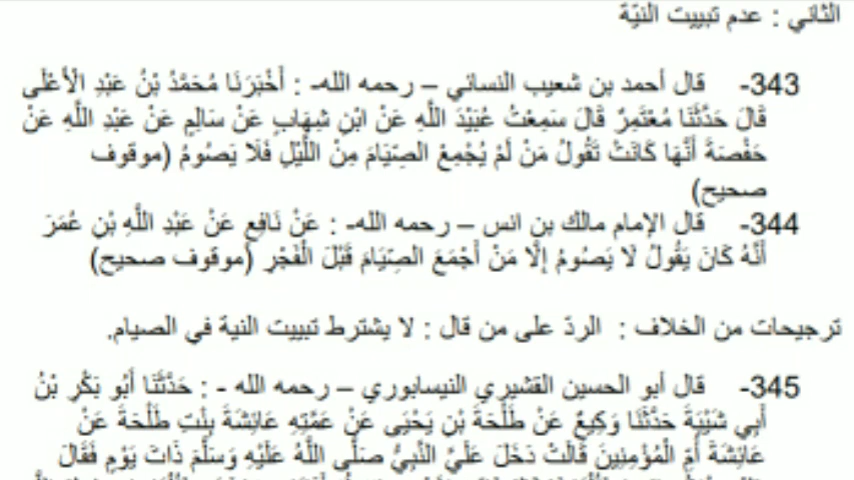 الثاني : عدم تبييت النيّة
343- قال أحمد بن شعيب النسائي – رحمه الله- : أَخْبَرَنَا مُحَمَّدُ بْنُ عَبْدِ الْأَعْلَى
قَالَ حَدَّثَنَا مُعْتَمِرٌ قَالَ سَمِعْتُ عُبَيْدَ اللَّهِ عَنْ ابْنِ شِهَابٍ عَنْ سَالِمٍ عَنْ عَبْدِ اللَّهِ عَنْ
حَفْصَةَ أَنَّهَا كَانَتْ تَقُولُ مَنْ لَمْ يُجْمِعْ الصِّيَامَ مِنْ اللَّيْلِ فَلَا يَصُومُ (موقوف
صحيح)
344- قال الإمام مالك بن انس – رحمه الله- : عَنْ نَافِعٍ عَنْ عَبْدِ اللَّهِ بْنِ عُمَرَ
أَنَّهُ كَانَ يَقُولُ لَا يَصُومُ إِلَّا مَنْ أَجْمَعَ الصِّيَامَ قَبْلَ الْفَجْرِ (موقوف صحيح)
ترجيحات من الخلاف : الردّ على من قال : لا يشترط تبييت النية في الصيام.
345- قال أبو الحسين القشيري النيسابوري – رحمه الله - : حَدَّثَنَا أَبُو بَكْرِ بْنُ
أَبِي شَيْبَةَ حَدَّثَنَا وَكِيعٌ عَنْ طَلْحَةَ بْنِ يَحْيَى عَنْ عَمَّتِهِ عَائِشَةَ بِنْتِ طَلْحَةَ عَنْ
عَائِشَةَ أُمِّ الْمُؤْمِنِينَ قَالَتْ دَخَلَ عَلَيَّ النَّبِيُّ صَلَّى اللَّهُ عَلَيْهِ وَسَلَّمَ ذَاتَ يَوْمٍ فَقَالَ